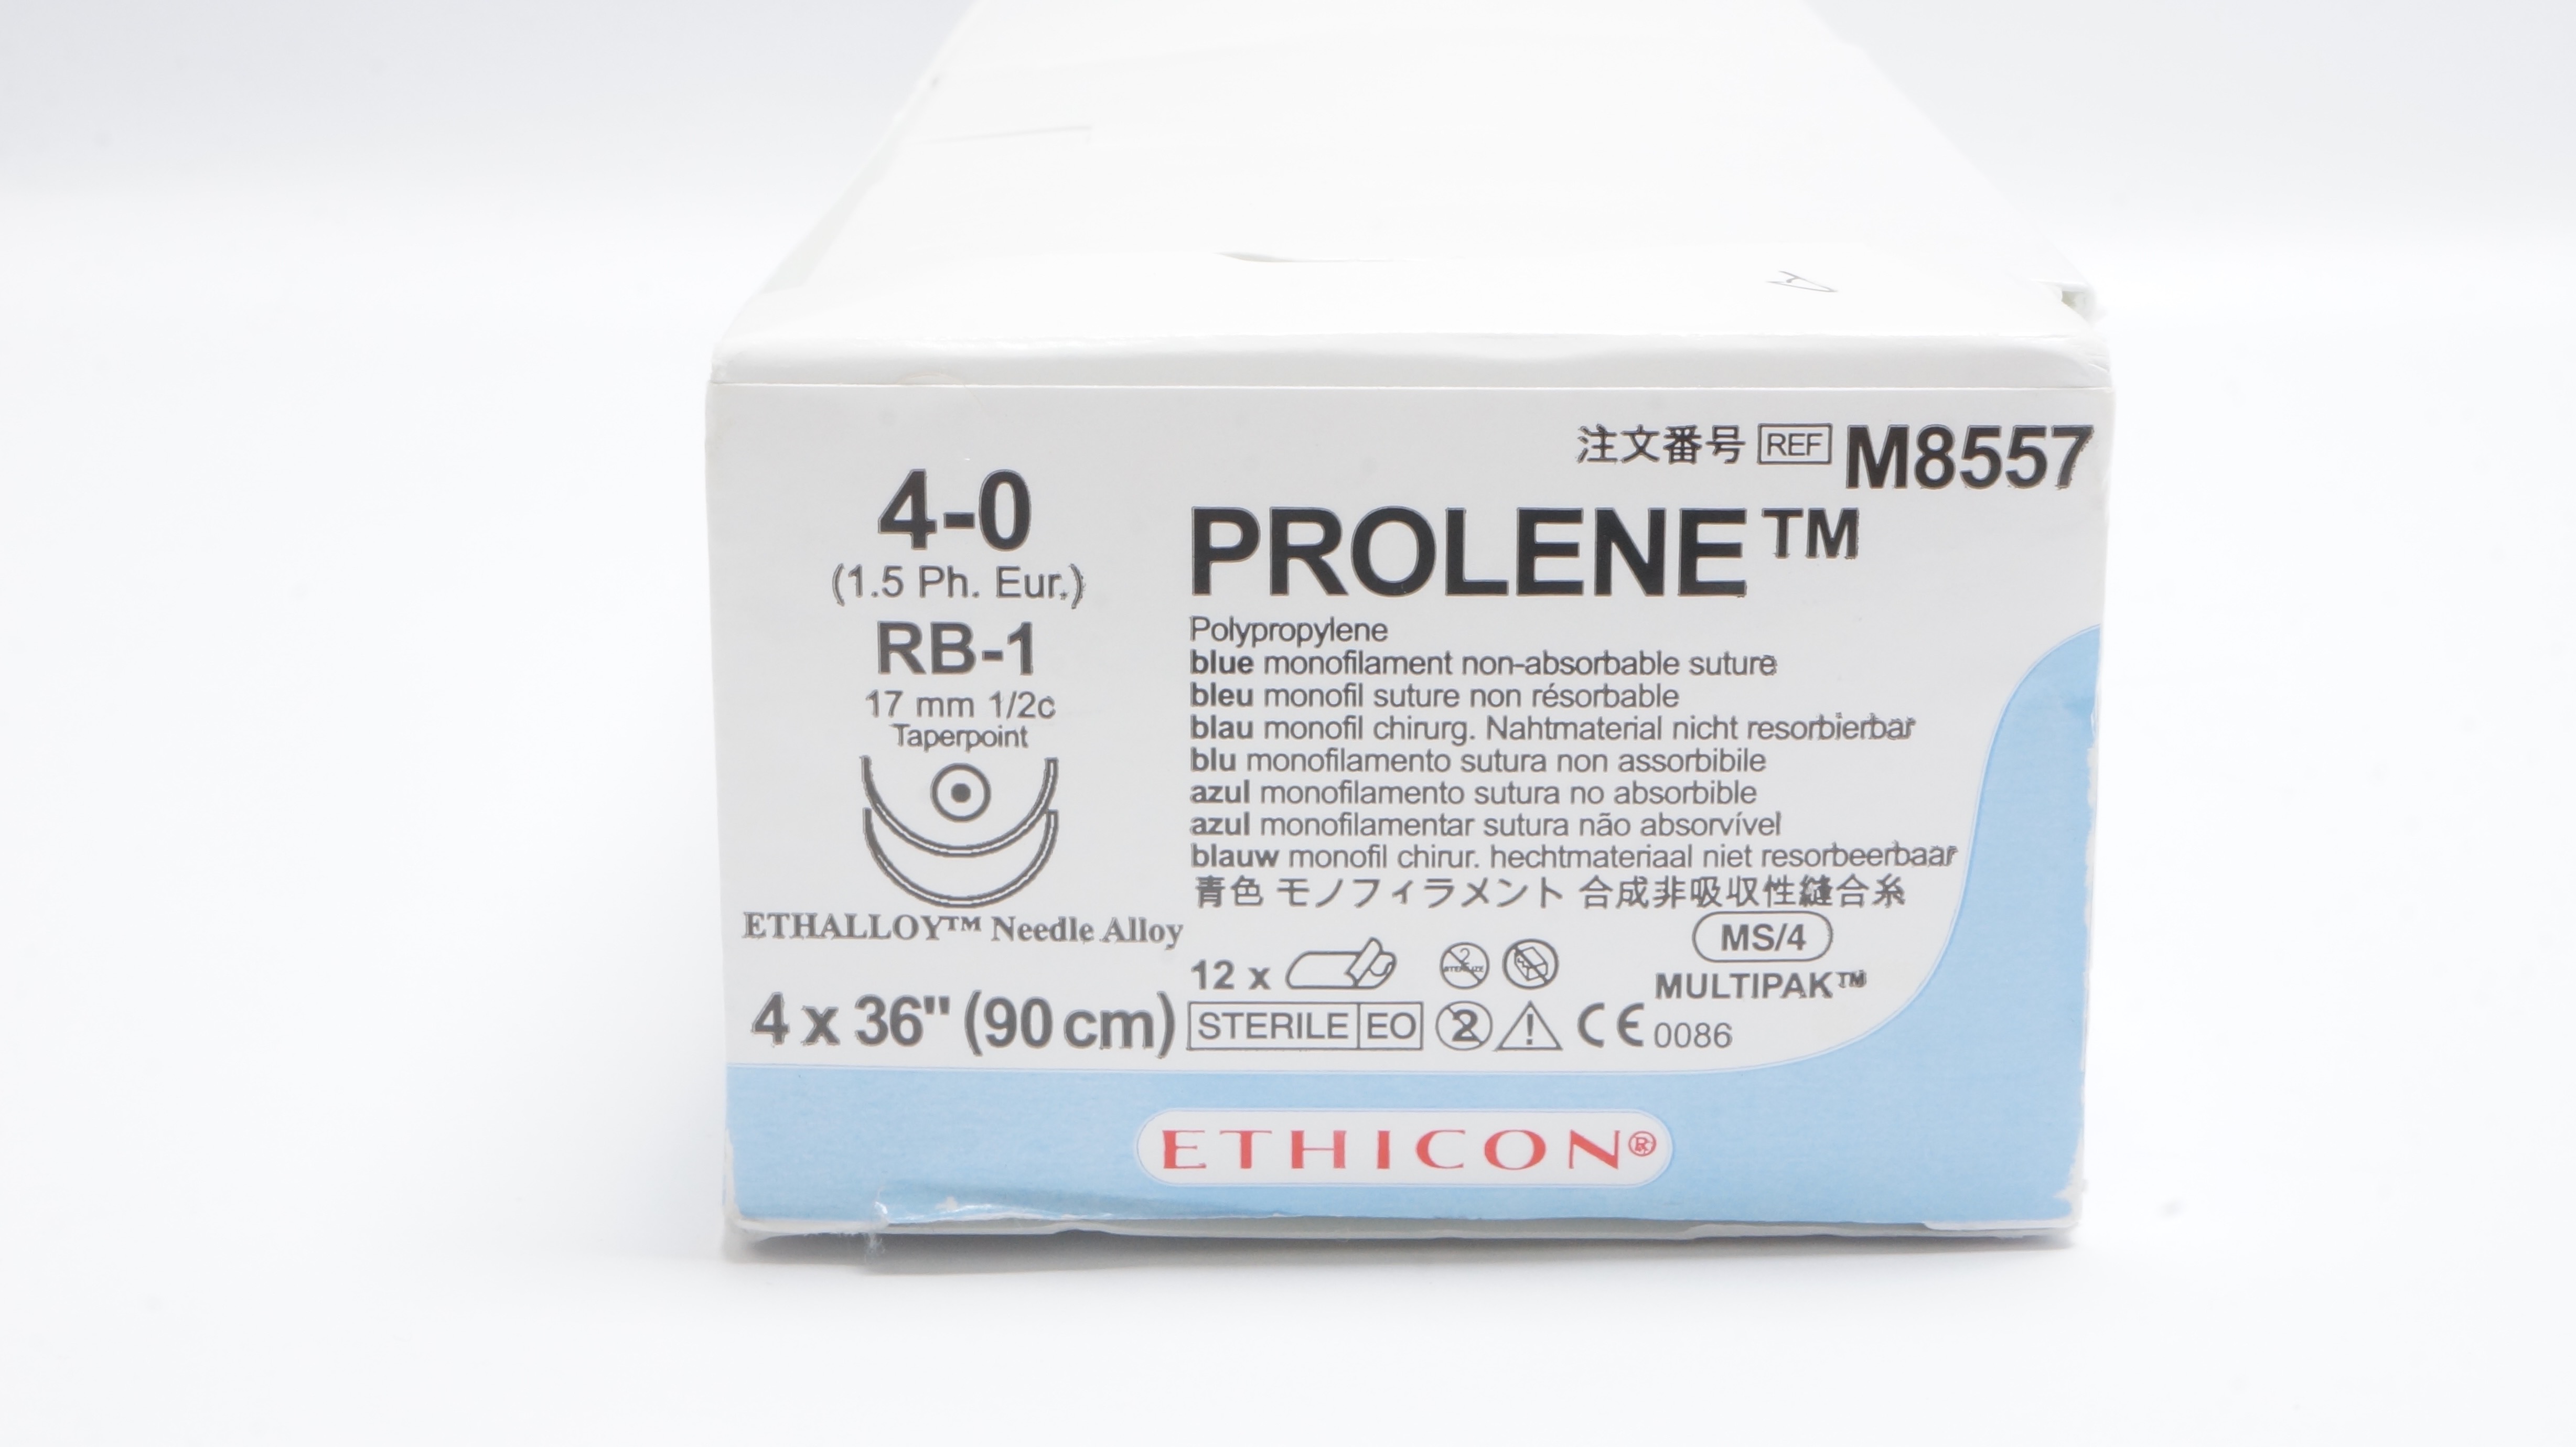 注文番号 REF M8557
4-0
(1.5 Ph. Eur.)
RB-1
17 mm 1/2c
Taperpoint
ETHALLOY™ Needle Alloy
4 x 36" (90 cm)
PROLENE™
Polypropylene
blue monofilament non-absorbable suture
bleu monofil suture non résorbable
blau monofil chirurg. Nahtmaterial nicht resorbierbar
blu monofilamento sutura non assorbibile
azul monofilamento sutura no absorbible
azul monofilamentar sutura não absorvível
blauw monofil chirur. hechtmateriaal niet resorbeerbaar
青色 モノフィラメント 合成非吸収性縫合糸
12 x
2 STERILIZE
MS/4
MULTIPAK™
STERILE EO 2 ! CE 0086
ETHICON®